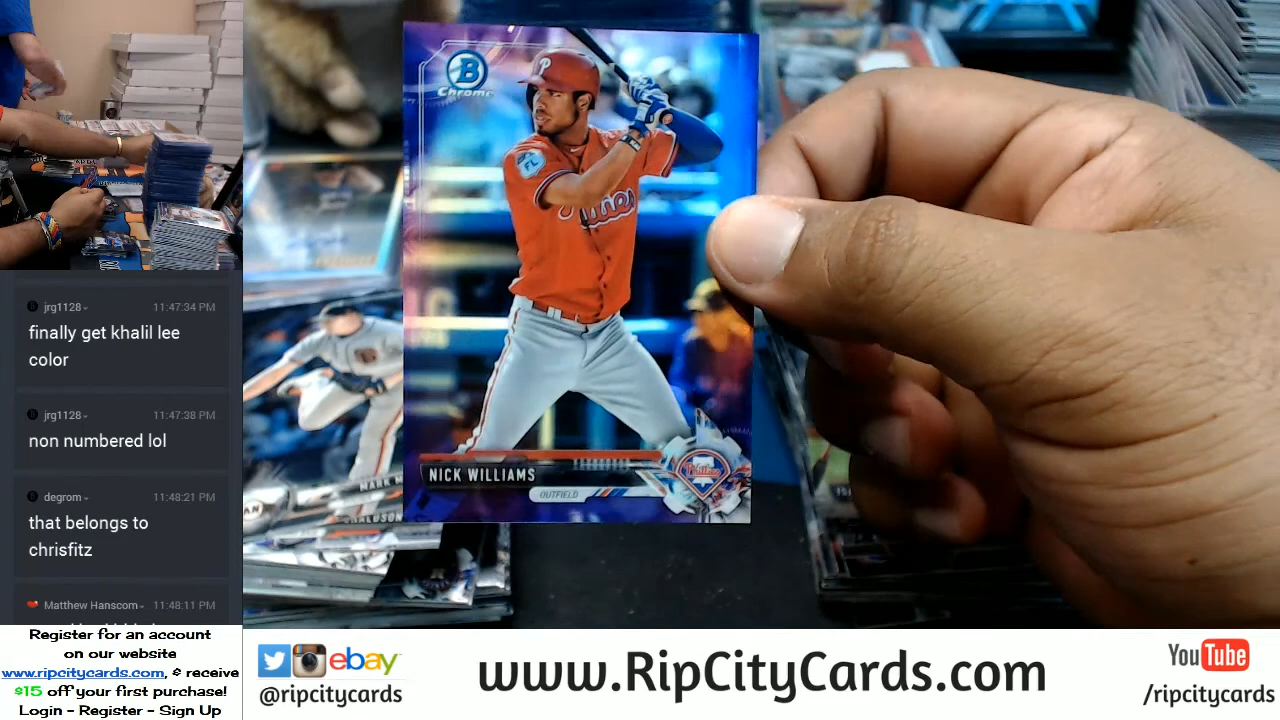 jrg1128
11:47:34 PM
finally get khalil lee
color
jrg1128
11:47:38 PM
non numbered lol
degrom
11:48:21 PM
that belongs to
chrisfitz
Matthew Hanscom
11:48:11 PM
Register for an account
on our website
www.ripcitycards.com, & receive
$15 off your first purchase!
Login - Register - Sign Up
B
Chrome
P
FL
Phillies
NICK WILLIAMS
OUTFIELD
Phillies
MARK M
ebay
@ripcitycards
www.RipCityCards.com
YouTube
/ripcitycards